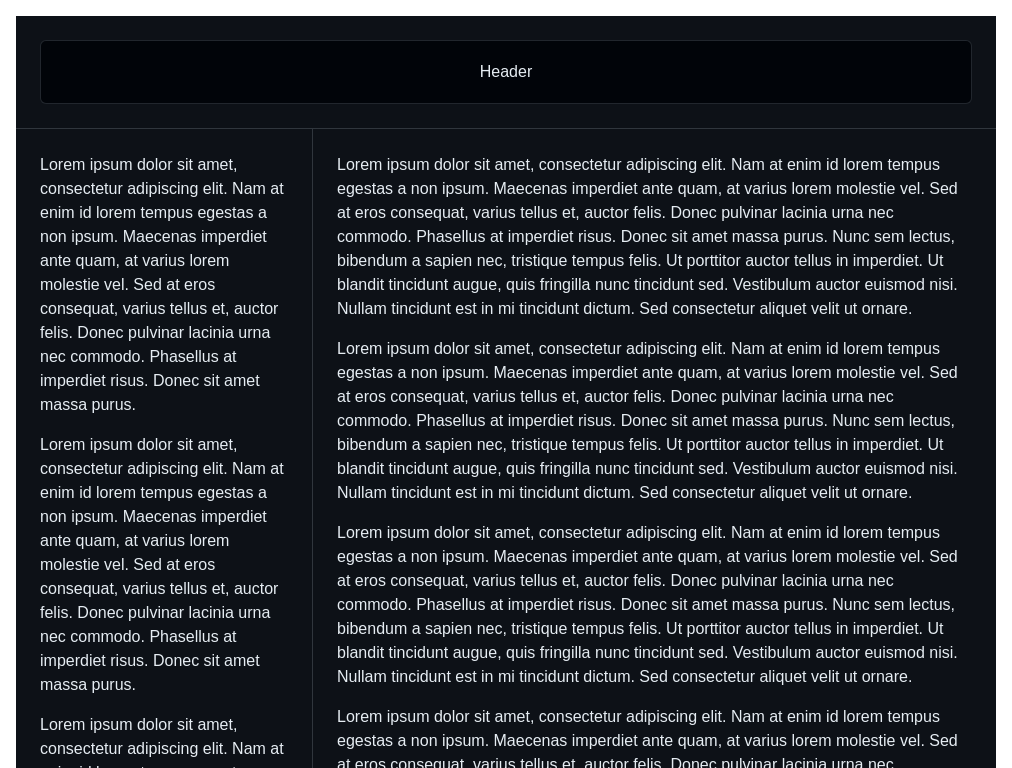 Header
Lorem ipsum dolor sit amet,
consectetur adipiscing elit. Nam at
enim id lorem tempus egestas a
non ipsum. Maecenas imperdiet
ante quam, at varius lorem
molestie vel. Sed at eros
consequat, varius tellus et, auctor
felis. Donec pulvinar lacinia urna
nec commodo. Phasellus at
imperdiet risus. Donec sit amet
massa purus.
Lorem ipsum dolor sit amet,
consectetur adipiscing elit. Nam at
enim id lorem tempus egestas a
non ipsum. Maecenas imperdiet
ante quam, at varius lorem
molestie vel. Sed at eros
consequat, varius tellus et, auctor
felis. Donec pulvinar lacinia urna
nec commodo. Phasellus at
imperdiet risus. Donec sit amet
massa purus.
Lorem ipsum dolor sit amet,
consectetur adipiscing elit. Nam at
Lorem ipsum dolor sit amet, consectetur adipiscing elit. Nam at enim id lorem tempus
egestas a non ipsum. Maecenas imperdiet ante quam, at varius lorem molestie vel. Sed
at eros consequat, varius tellus et, auctor felis. Donec pulvinar lacinia urna nec
commodo. Phasellus at imperdiet risus. Donec sit amet massa purus. Nunc sem lectus,
bibendum a sapien nec, tristique tempus felis. Ut porttitor auctor tellus in imperdiet. Ut
blandit tincidunt augue, quis fringilla nunc tincidunt sed. Vestibulum auctor euismod nisi.
Nullam tincidunt est in mi tincidunt dictum. Sed consectetur aliquet velit ut ornare.
Lorem ipsum dolor sit amet, consectetur adipiscing elit. Nam at enim id lorem tempus
egestas a non ipsum. Maecenas imperdiet ante quam, at varius lorem molestie vel. Sed
at eros consequat, varius tellus et, auctor felis. Donec pulvinar lacinia urna nec
commodo. Phasellus at imperdiet risus. Donec sit amet massa purus. Nunc sem lectus,
bibendum a sapien nec, tristique tempus felis. Ut porttitor auctor tellus in imperdiet. Ut
blandit tincidunt augue, quis fringilla nunc tincidunt sed. Vestibulum auctor euismod nisi.
Nullam tincidunt est in mi tincidunt dictum. Sed consectetur aliquet velit ut ornare.
Lorem ipsum dolor sit amet, consectetur adipiscing elit. Nam at enim id lorem tempus
egestas a non ipsum. Maecenas imperdiet ante quam, at varius lorem molestie vel. Sed
at eros consequat, varius tellus et, auctor felis. Donec pulvinar lacinia urna nec
commodo. Phasellus at imperdiet risus. Donec sit amet massa purus. Nunc sem lectus,
bibendum a sapien nec, tristique tempus felis. Ut porttitor auctor tellus in imperdiet. Ut
blandit tincidunt augue, quis fringilla nunc tincidunt sed. Vestibulum auctor euismod nisi.
Nullam tincidunt est in mi tincidunt dictum. Sed consectetur aliquet velit ut ornare.
Lorem ipsum dolor sit amet, consectetur adipiscing elit. Nam at enim id lorem tempus
egestas a non ipsum. Maecenas imperdiet ante quam, at varius lorem molestie vel. Sed
at eros consequat, varius tellus et, auctor felis. Donec pulvinar lacinia urna nec